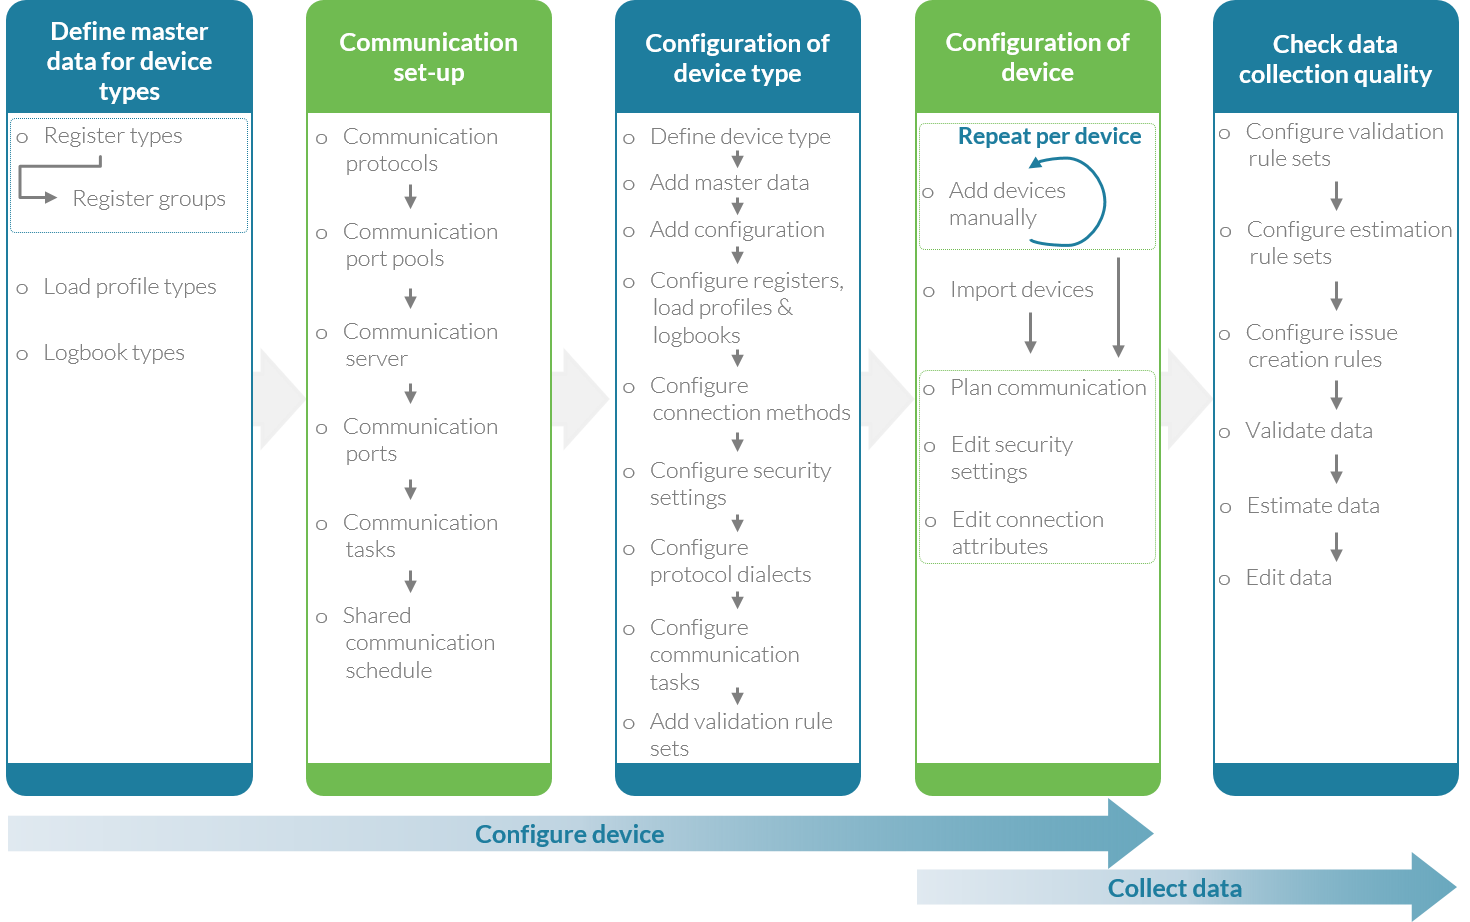 Define master
data for device
types
o Register types
Register groups
o Load profile types
o Logbook types
Communication
set-up
o Communication
protocols
o Communication
port pools
o Communication
server
o Communication
ports
o Communication
tasks
o Shared
communication
schedule
Configuration of
device type
o Define device type
o Add master data
o Add configuration
o Configure registers,
load profiles &
logbooks
o Configure
connection methods
o Configure security
settings
o Configure
protocol dialects
o Configure
communication
tasks
o Add validation rule
sets
Configuration of
device
Repeat per device
o Add devices
manually
o Import devices
o Plan communication
o Edit security
settings
o Edit connection
attributes
Check data
collection quality
o Configure validation
rule sets
o Configure estimation
rule sets
o Configure issue
creation rules
o Validate data
o Estimate data
o Edit data
Configure device
Collect data